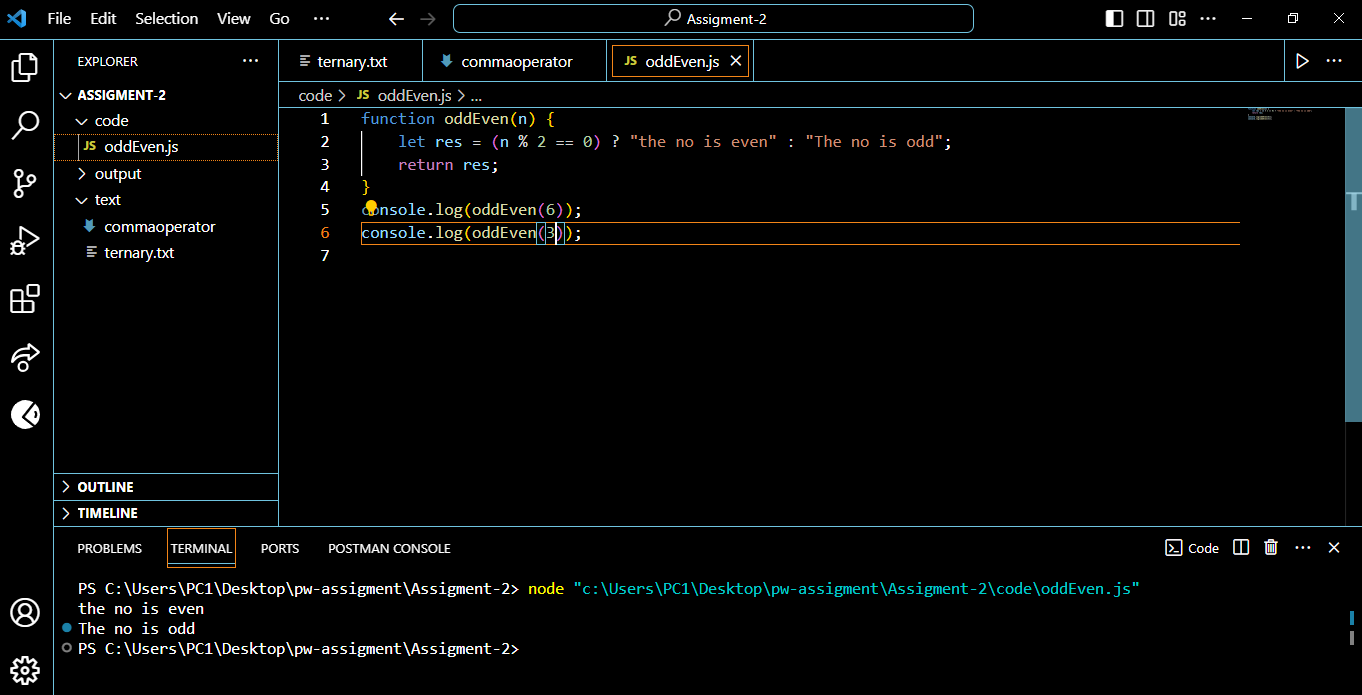 File Edit Selection View Go ···
Assigment-2
EXPLORER ···
ASSIGMENT-2
code
JS oddEven.js
output
text
commaoperator
ternary.txt
OUTLINE
TIMELINE
ternary.txt commaoperator JS oddEven.js
code > JS oddEven.js > ...
1 function oddEven(n) {
2 let res = (n % 2 == 0) ? "the no is even" : "The no is odd";
3 return res;
4 }
5 console.log(oddEven(6));
6 console.log(oddEven(3));
7
PROBLEMS TERMINAL PORTS POSTMAN CONSOLE Code
PS C:\Users\PC1\Desktop\pw-assigment\Assigment-2> node "c:\Users\PC1\Desktop\pw-assigment\Assigment-2\code\oddEven.js"
the no is even
The no is odd
PS C:\Users\PC1\Desktop\pw-assigment\Assigment-2>